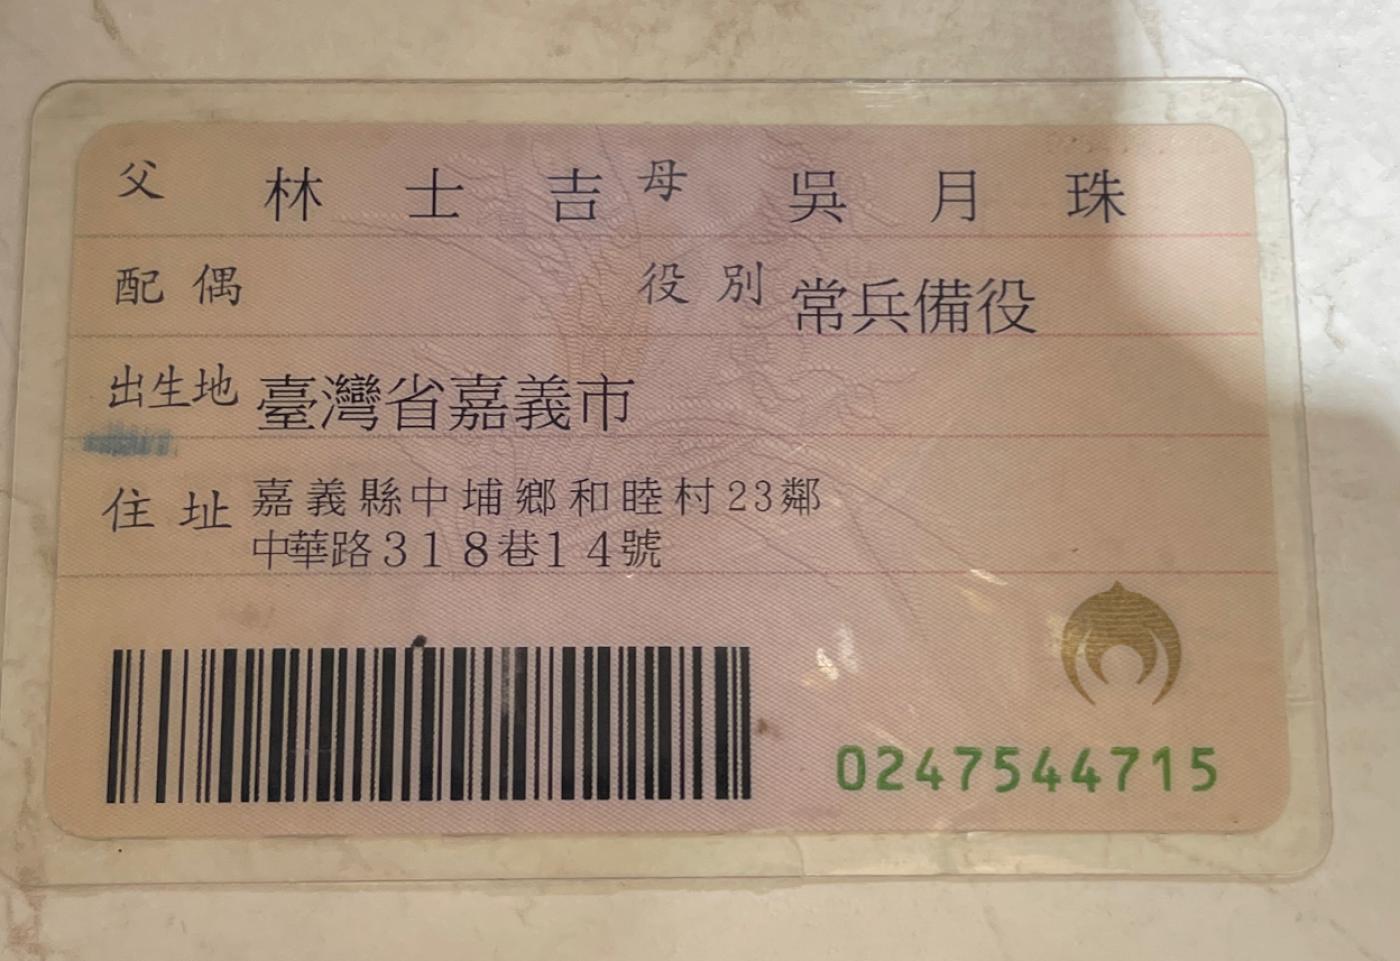 父 林士吉 母 吳月珠
配偶 役別 常兵備役
出生地 臺灣省嘉義市
住址 嘉義縣中埔鄉和睦村23鄰
中華路318巷14號
0247544715